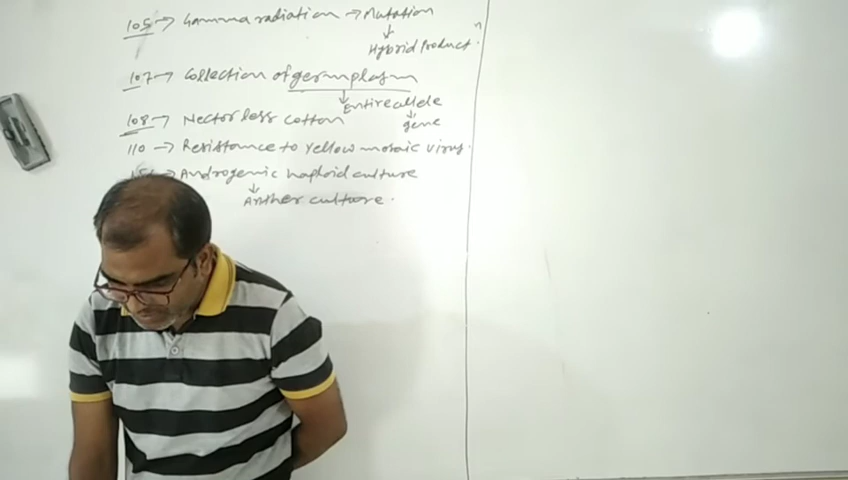 105 → Gamma radiation → Mutation
↓
Hybrid Product.
107 → Collection of germplasm
↓ Entire allele
↓
gene
108 → Nector less cotton
110 → Resistance to yellow mosaic virus.
→ Androgenic haploid culture
↓
Anther culture.